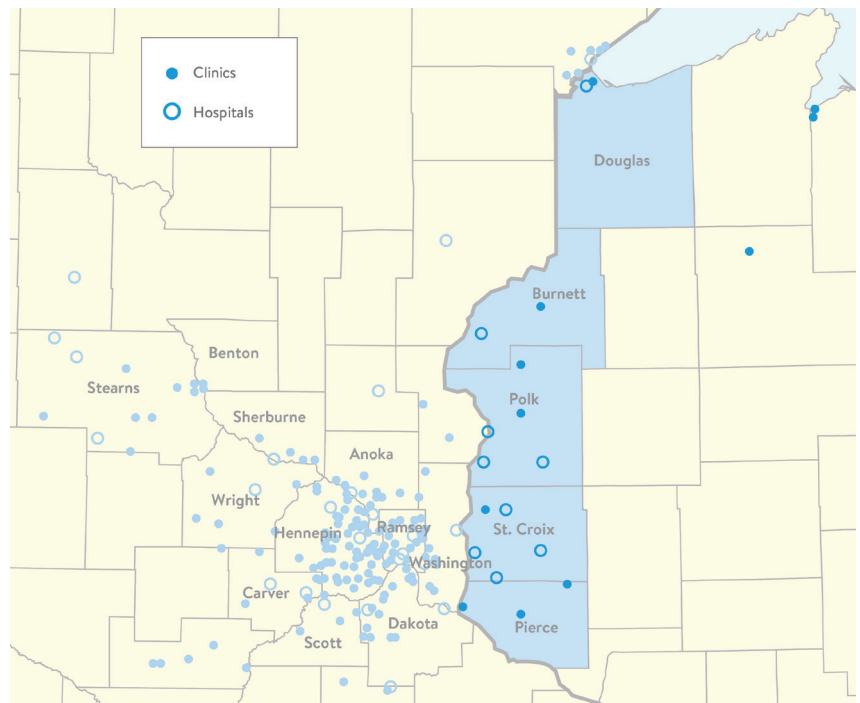 Clinics
Hospitals
Douglas
Burnett
Benton
Stearns
Polk
Sherburne
Anoka
Wright
Hennepin
Ramsey
St. Croix
Washington
Carver
Dakota
Pierce
Scott